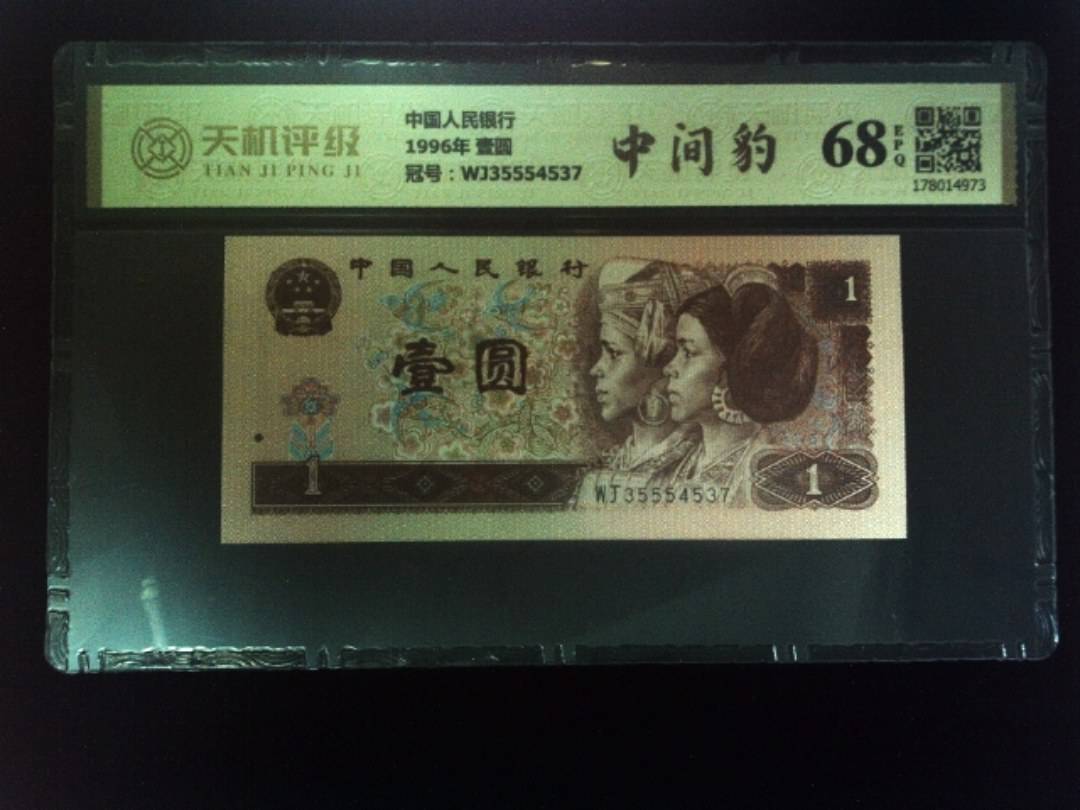 天机评级
TIAN JI PING JI
中国人民银行
1996年 壹圆
冠号：WJ35554537
中间豹
68
EPQ
178014973
中国人民银行
1
壹圆
1
WJ35554537
1